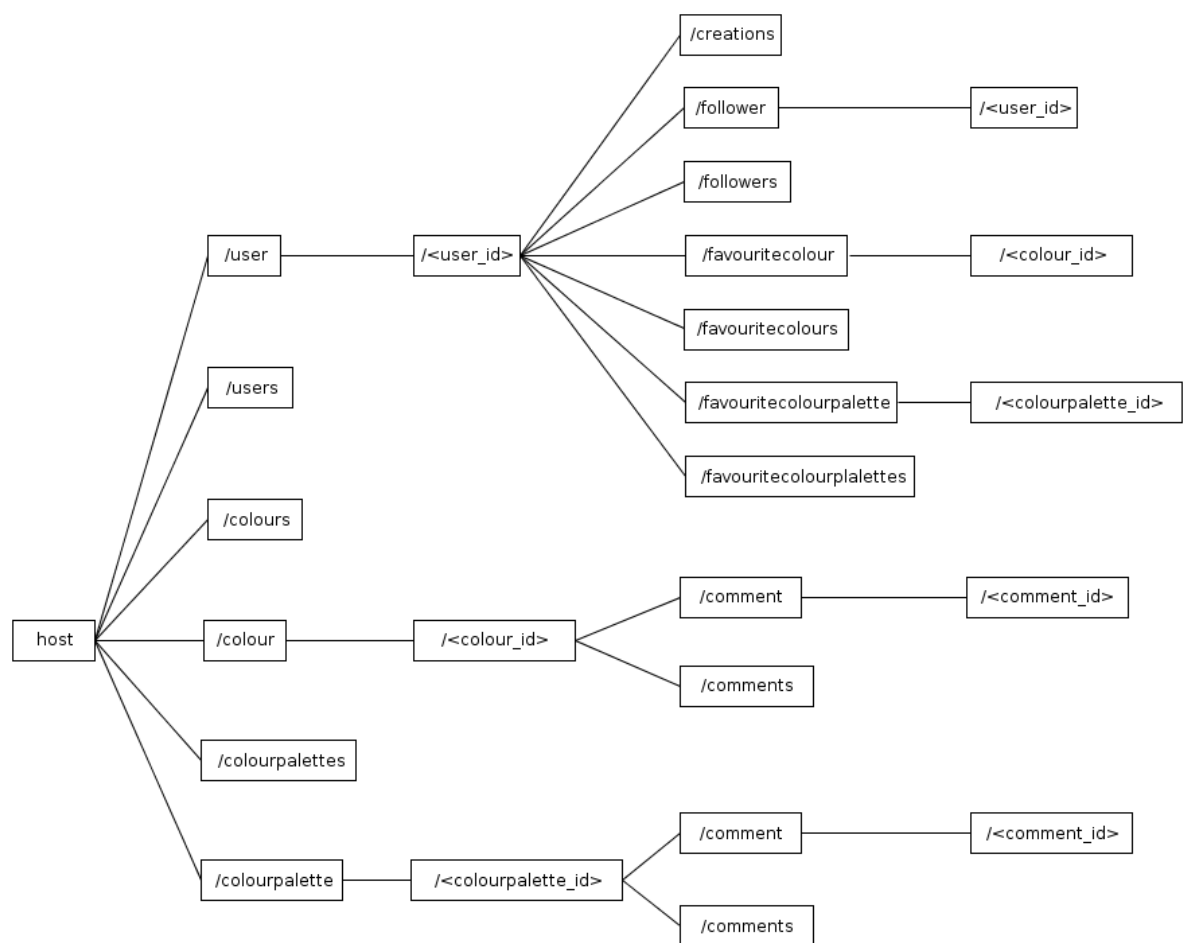 /creations
/follower
/<user_id>
/followers
/user
/<user_id>
/favouritecolour
/<colour_id>
/favouritecolours
/users
/favouritecolourpalette
/<colourpalette_id>
/favouritecolourplalettes
/colours
/comment
/<comment_id>
host
/colour
/<colour_id>
/comments
/colourpalettes
/comment
/<comment_id>
/colourpalette
/<colourpalette_id>
/comments